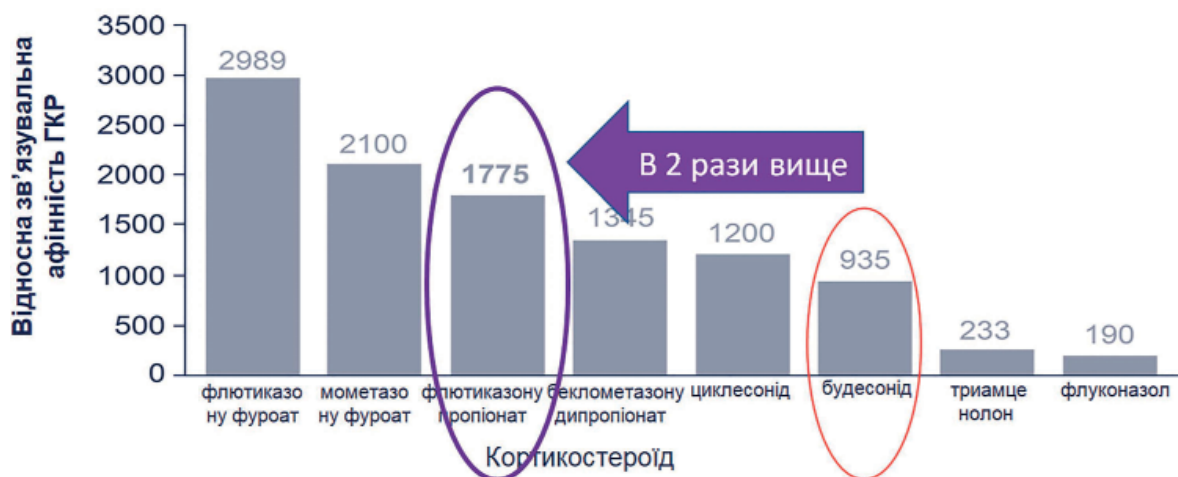 Відносна зв’язувальна
афінність ГКР
3500
3000
2500
2000
1500
1000
500
0
2989
2100
1775
1345
1200
935
233
190
В 2 рази вище
флютиказо
ну фуроат
мометазо
ну фуроат
флютиказону
пропіонат
беклометазону
дипропіонат
циклесонід
будесонід
триамце
нолон
флуконазол
Кортикостероїд